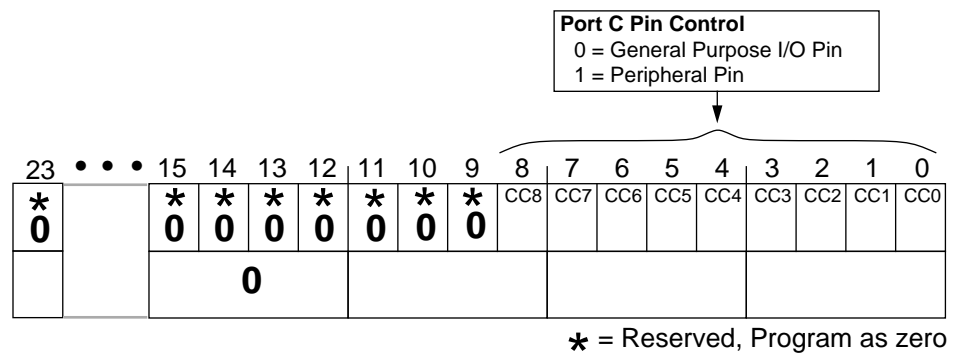 Port C Pin Control
0 = General Purpose I/O Pin
1 = Peripheral Pin
23 • • • 15 14 13 12 11 10 9 8 7 6 5 4 3 2 1 0
* * * * * * * * CC8 CC7 CC6 CC5 CC4 CC3 CC2 CC1 CC0
0 0 0 0 0 0 0 0
0
* = Reserved, Program as zero